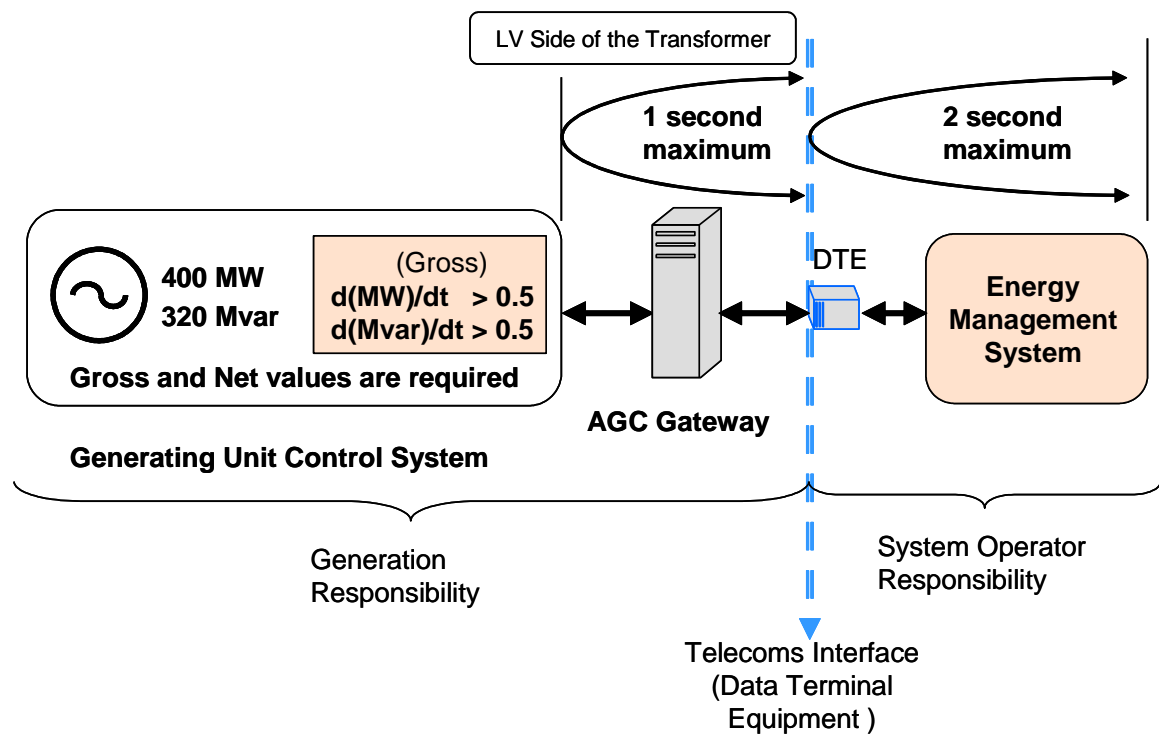 LV Side of the Transformer
1 second
maximum
2 second
maximum
400 MW
320 Mvar
(Gross)
d(MW)/dt > 0.5
d(Mvar)/dt > 0.5
Gross and Net values are required
DTE
Energy
Management
System
AGC Gateway
Generating Unit Control System
Generation
Responsibility
System Operator
Responsibility
Telecoms Interface
(Data Terminal
Equipment )